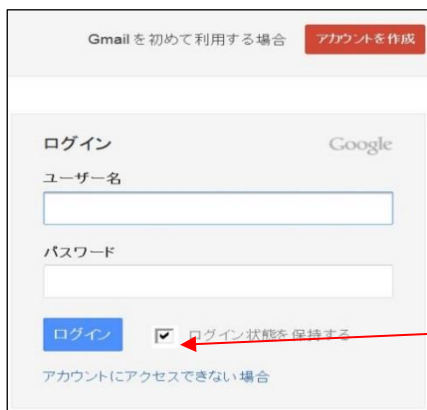 Gmail を初めて利用する場合 アカウントを作成
ログイン Google
ユーザー名
パスワード
ログイン ログイン状態を保持する
アカウントにアクセスできない場合